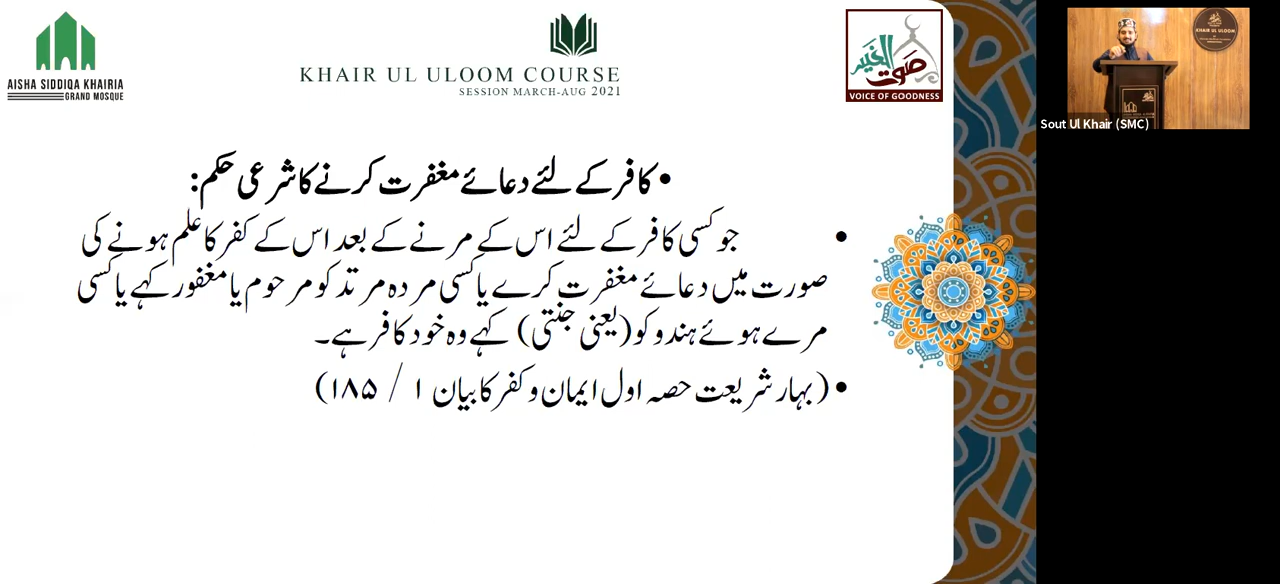 AISHA SIDDIQA KHAIRIA
GRAND MOSQUE
KHAIR UL ULOOM COURSE
SESSION MARCH-AUG 2021
صوت الخیر
VOICE OF GOODNESS
KHAIR UL ULOOM
Sout Ul Khair (SMC)
• کافر کے لئے دعائے مغفرت کرنے کا شرعی حکم:
• جو کسی کافر کے لئے اس کے مرنے کے بعد اس کے کفر کا علم ہونے کی
صورت میں دعائے مغفرت کرے یا کسی مردہ مرتد کو مرحوم یا مغفور کہے یا کسی
مرے ہوئے ہندو کو (یعنی جنتی) کہے وہ خود کافر ہے۔
• (بہار شریعت حصہ اول ایمان و کفر کا بیان ۱ / ۱۸۵)